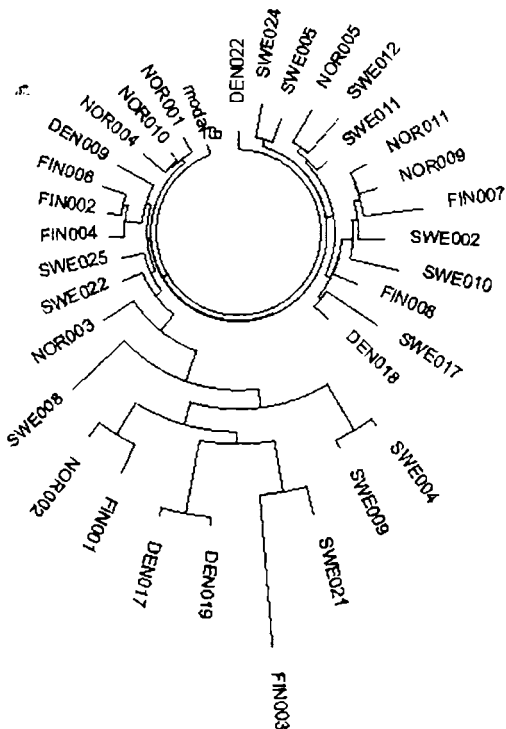 DEN022
SWE024
SWE005
NOR005
SWE012
SWE011
NOR011
NOR009
FIN007
SWE002
SWE010
FIN008
SWE017
DEN018
SWE004
SWE009
SWE021
FIN003
DEN019
DEN017
FIN001
NOR002
SWE008
NOR003
SWE022
SWE025
FIN004
FIN002
FIN006
DEN009
NOR004
NOR010
NOR001